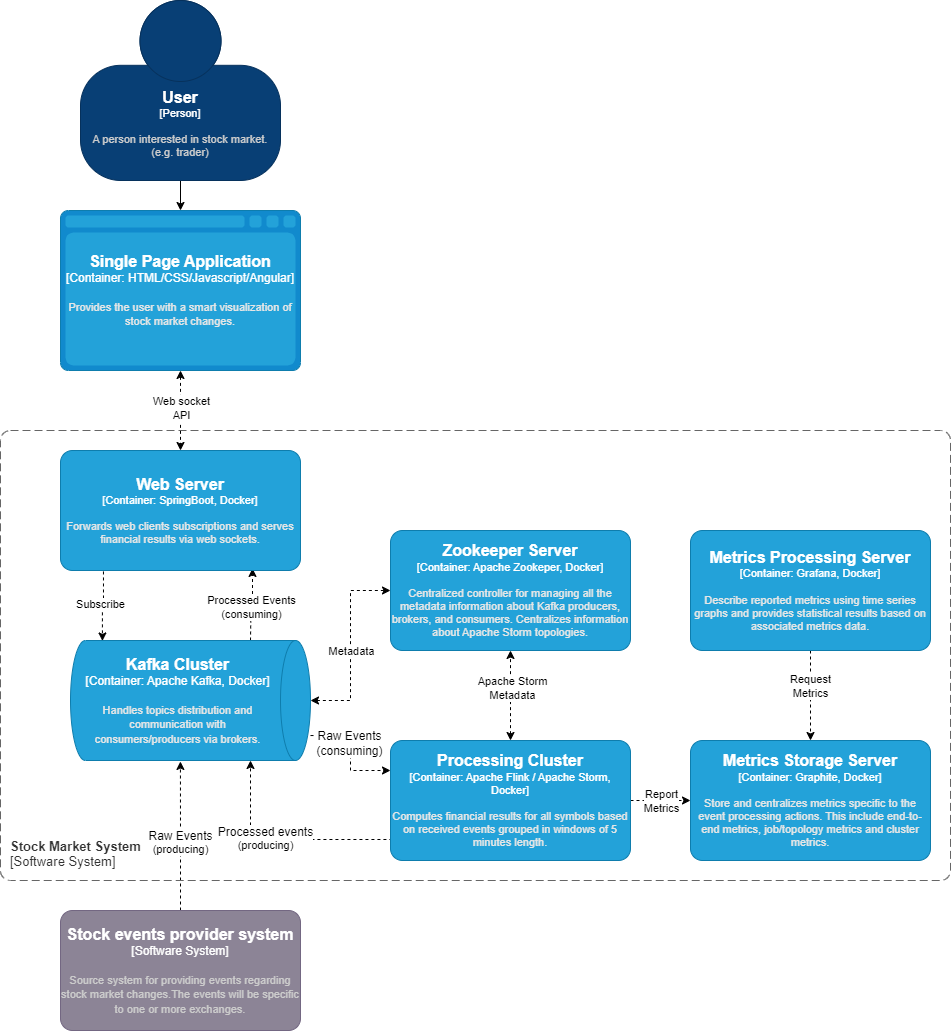 User
[Person]
A person interested in stock market.
(e.g. trader)
Single Page Application
[Container: HTML/CSS/Javascript/Angular]
Provides the user with a smart visualization of
stock market changes.
Web socket
API
Web Server
[Container: SpringBoot, Docker]
Forwards web clients subscriptions and serves
financial results via web sockets.
Subscribe
Processed Events
(consuming)
Zookeeper Server
[Container: Apache Zookeper, Docker]
Centralized controller for managing all the
metadata information about Kafka producers,
brokers, and consumers. Centralizes information
about Apache Storm topologies.
Metrics Processing Server
[Container: Grafana, Docker]
Describe reported metrics using time series
graphs and provides statistical results based on
associated metrics data.
Metadata
Kafka Cluster
[Container: Apache Kafka, Docker]
Handles topics distribution and
communication with
consumers/producers via brokers.
Apache Storm
Metadata
Request
Metrics
Raw Events
(consuming)
Processing Cluster
[Container: Apache Flink / Apache Storm,
Docker]
Computes financial results for all symbols based
on received events grouped in windows of 5
minutes length.
Report
Metrics
Metrics Storage Server
[Container: Graphite, Docker]
Store and centralizes metrics specific to the
event processing actions. This include end-to-
end metrics, job/topology metrics and cluster
metrics.
Raw Events
(producing)
Processed events
(producing)
Stock Market System
[Software System]
Stock events provider system
[Software System]
Source system for providing events regarding
stock market changes.The events will be specific
to one or more exchanges.